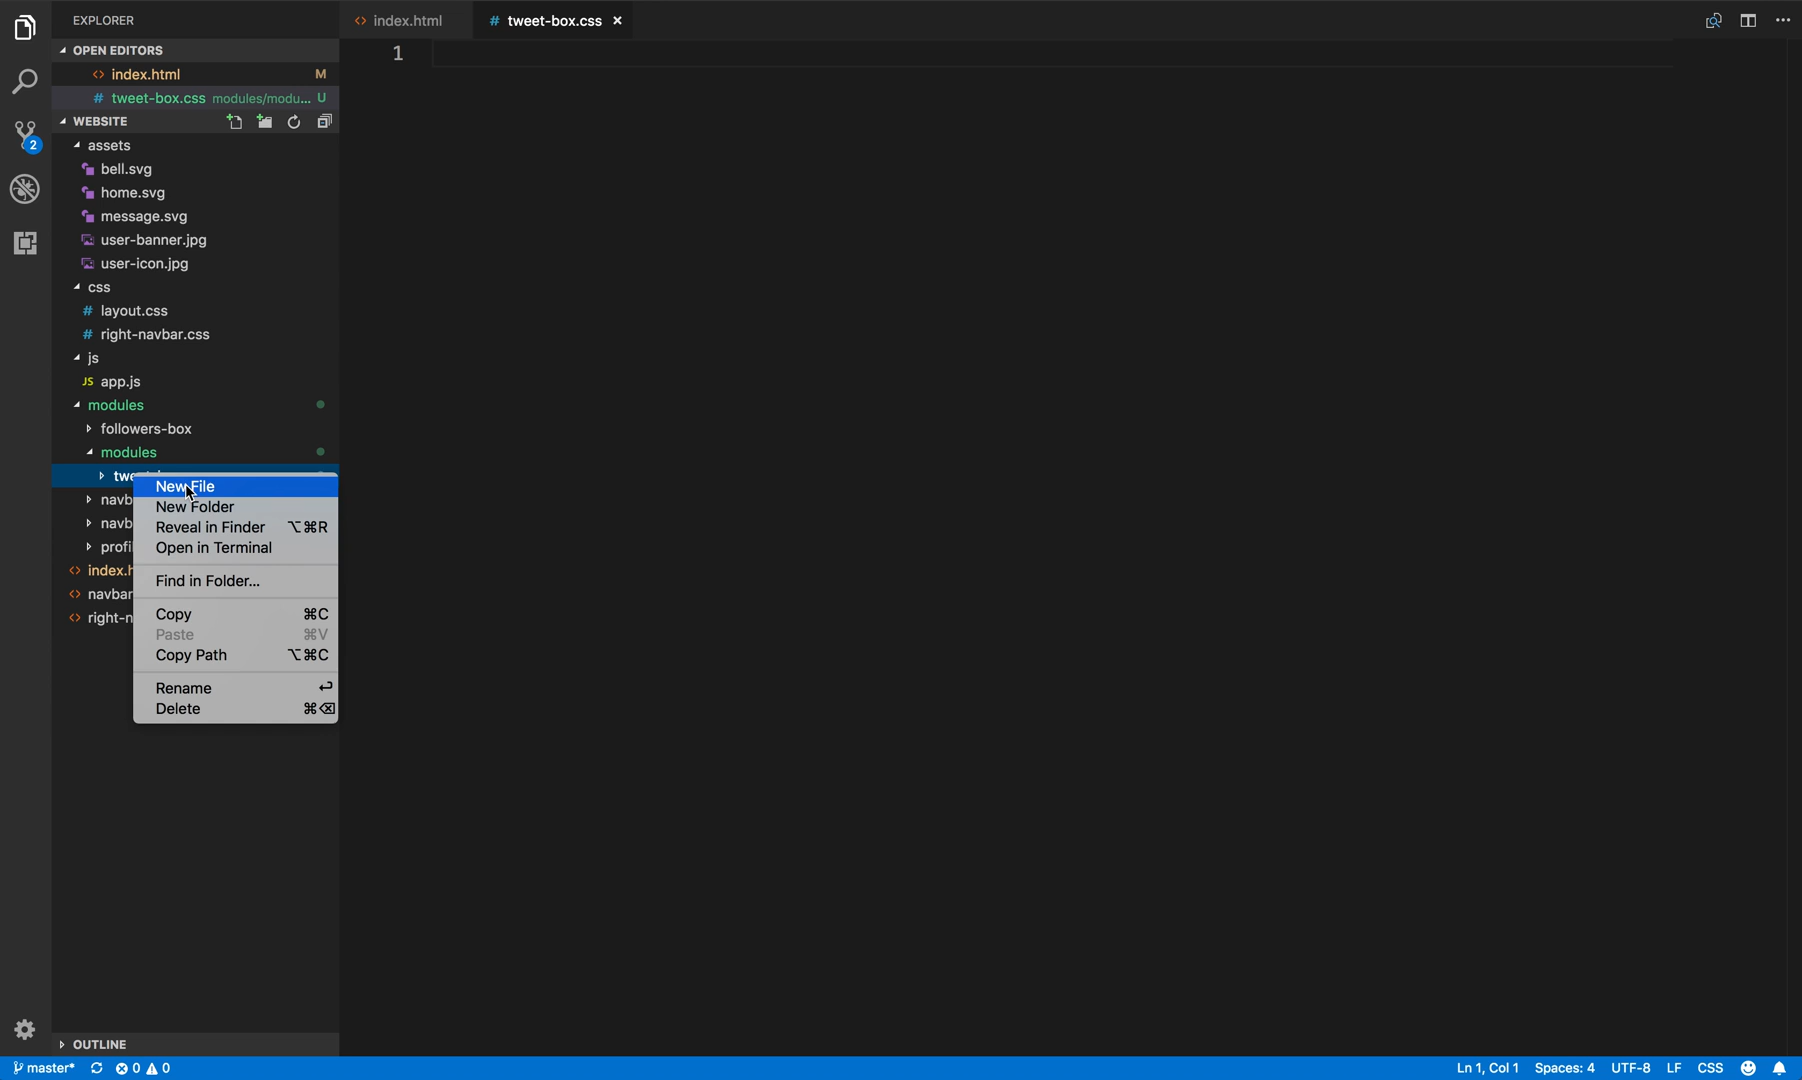 EXPLORER
index.html
tweet-box.css
OPEN EDITORS
index.html M
tweet-box.css modules/modu... U
WEBSITE
assets
bell.svg
home.svg
message.svg
user-banner.jpg
user-icon.jpg
css
layout.css
right-navbar.css
js
JS app.js
modules
followers-box
modules
New File
New Folder
Reveal in Finder ⌥⌘R
Open in Terminal
Find in Folder...
Copy ⌘C
Paste ⌘V
Copy Path ⌥⌘C
Rename ↩
Delete ⌘⌫
1
2
OUTLINE
master* 0 0
Ln 1, Col 1 Spaces: 4 UTF-8 LF CSS